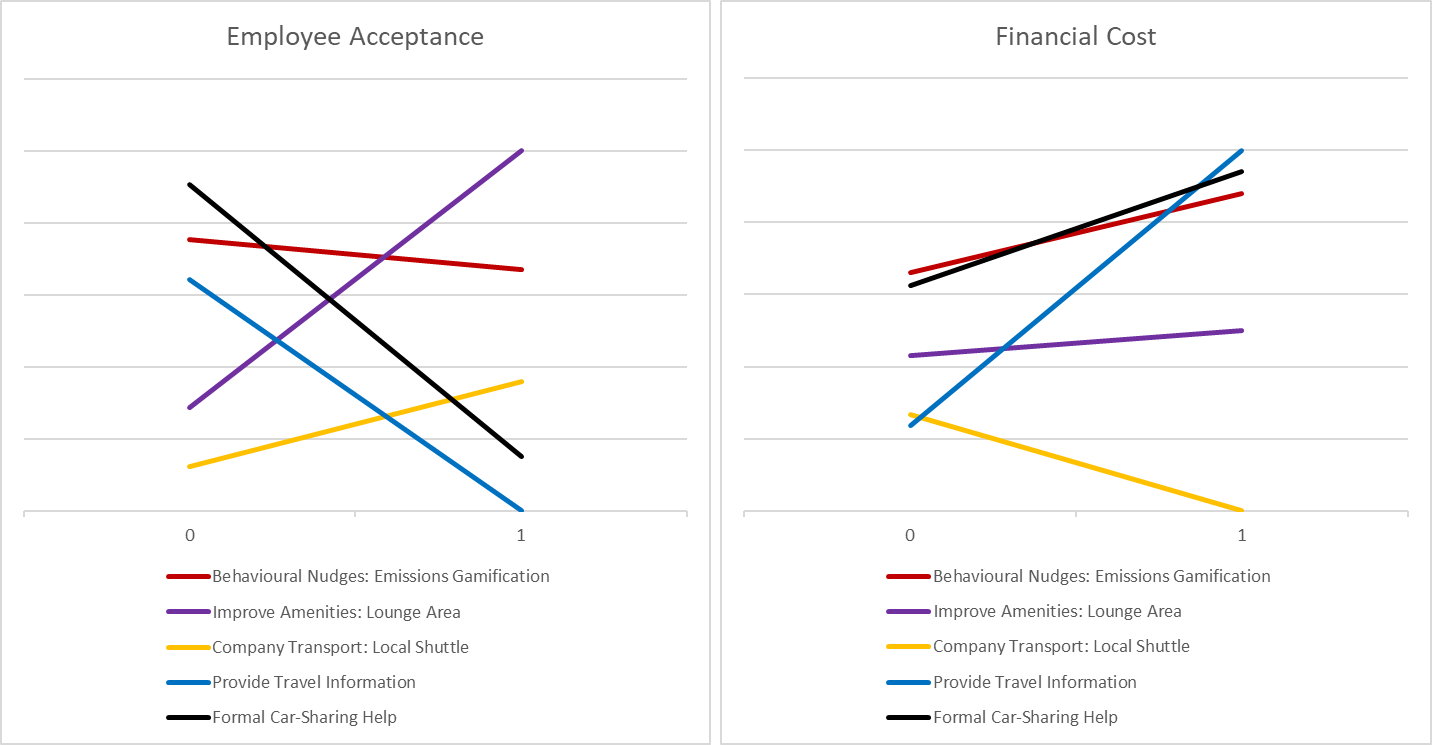 Employee Acceptance
0 1
Behavioural Nudges: Emissions Gamification
Improve Amenities: Lounge Area
Company Transport: Local Shuttle
Provide Travel Information
Formal Car-Sharing Help
Financial Cost
0 1
Behavioural Nudges: Emissions Gamification
Improve Amenities: Lounge Area
Company Transport: Local Shuttle
Provide Travel Information
Formal Car-Sharing Help